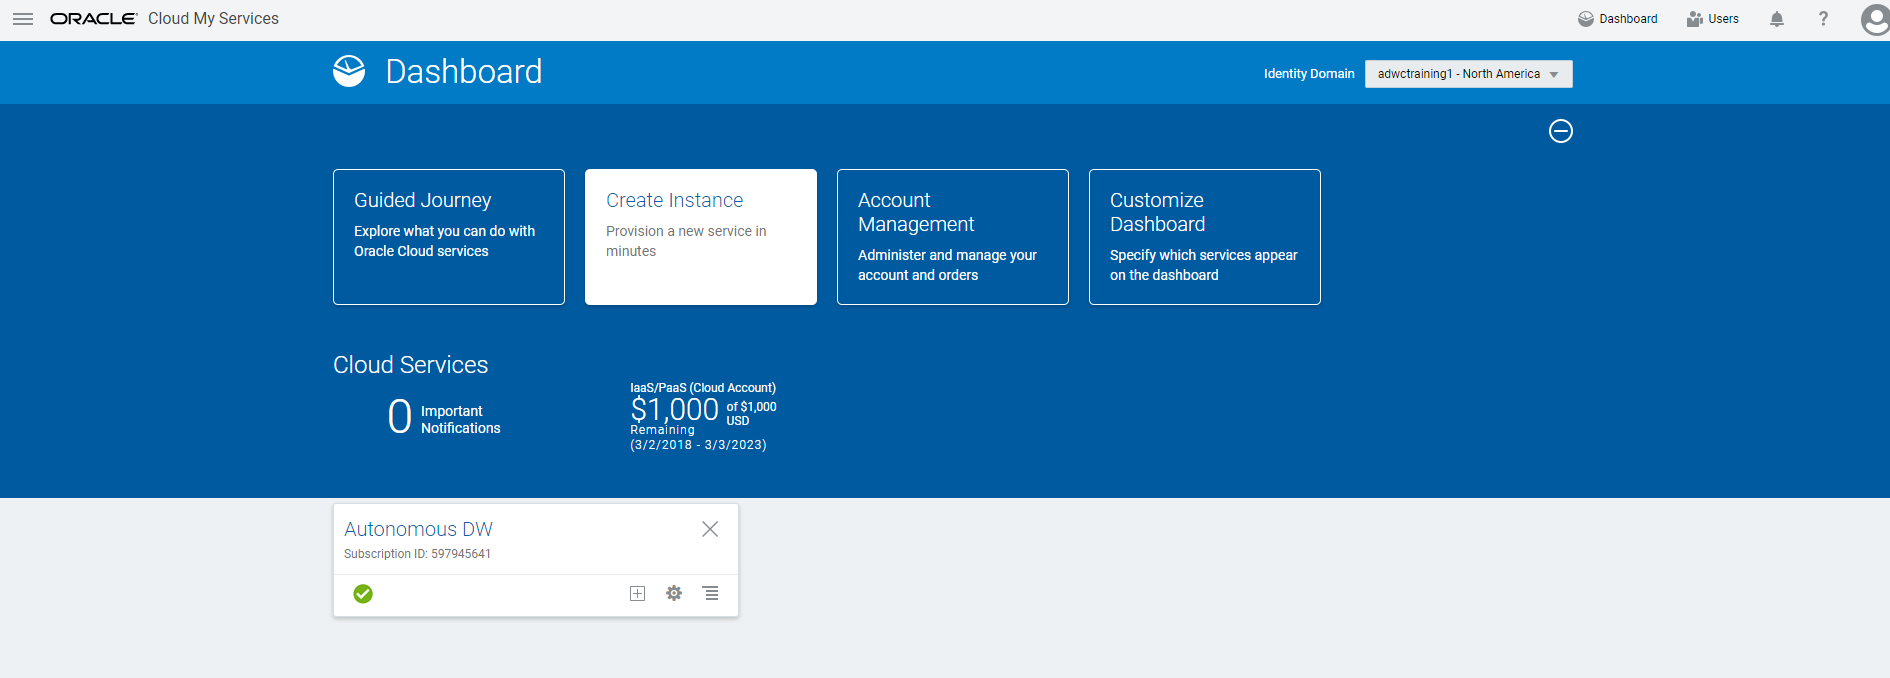 ORACLE Cloud My Services
Dashboard
Users
?
Dashboard
Identity Domain
adwctraining1 - North America
Guided Journey
Explore what you can do with
Oracle Cloud services
Create Instance
Provision a new service in
minutes
Account
Management
Administer and manage your
account and orders
Customize
Dashboard
Specify which services appear
on the dashboard
Cloud Services
0 Important
Notifications
IaaS/PaaS (Cloud Account)
$1,000 of $1,000
USD
Remaining
(3/2/2018 - 3/3/2023)
Autonomous DW
Subscription ID: 597945641